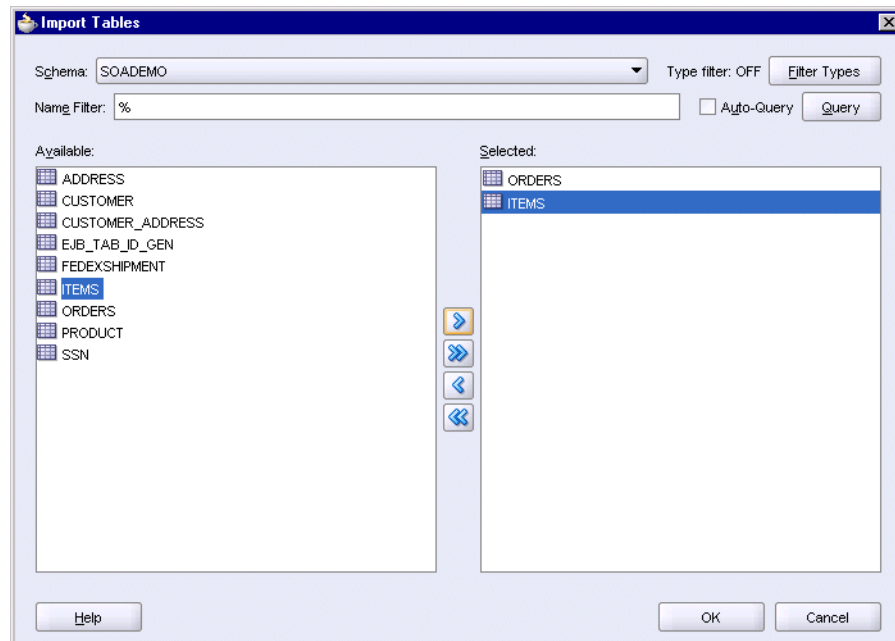 Import Tables
Schema: SOADEMO Type filter: OFF Filter Types
Name Filter: % Auto-Query Query
Available:
ADDRESS
CUSTOMER
CUSTOMER_ADDRESS
EJB_TAB_ID_GEN
FEDEXSHIPMENT
ITEMS
ORDERS
PRODUCT
SSN
Selected:
ORDERS
ITEMS
Help OK Cancel